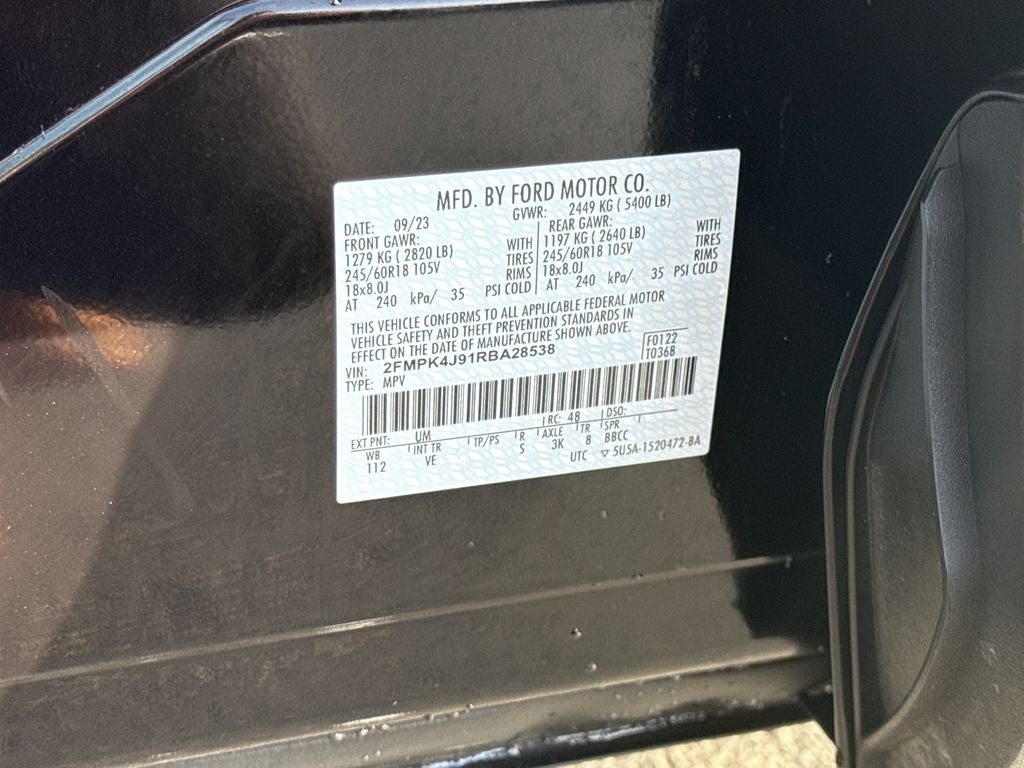 MFD. BY FORD MOTOR CO.
DATE: 09/23 GVWR: 2449 KG ( 5400 LB)
FRONT GAWR: REAR GAWR:
1279 KG ( 2820 LB) WITH 1197 KG ( 2640 LB) WITH
245/60R18 105V TIRES 245/60R18 105V TIRES
18x8.0J RIMS 18x8.0J RIMS
AT 240 kPa/ 35 PSI COLD AT 240 kPa/ 35 PSI COLD
THIS VEHICLE CONFORMS TO ALL APPLICABLE FEDERAL MOTOR
VEHICLE SAFETY AND THEFT PREVENTION STANDARDS IN
EFFECT ON THE DATE OF MANUFACTURE SHOWN ABOVE.
VIN: 2FMPK4J91RBA28538 F0122
TYPE: MPV T0368
EXT PNT: UM RC: 48 DSO:
WB INT TR TP/PS R AXLE TR SPR
112 VE S 3K 8 BBCC
UTC ▽ 5U5A-1520472-BA